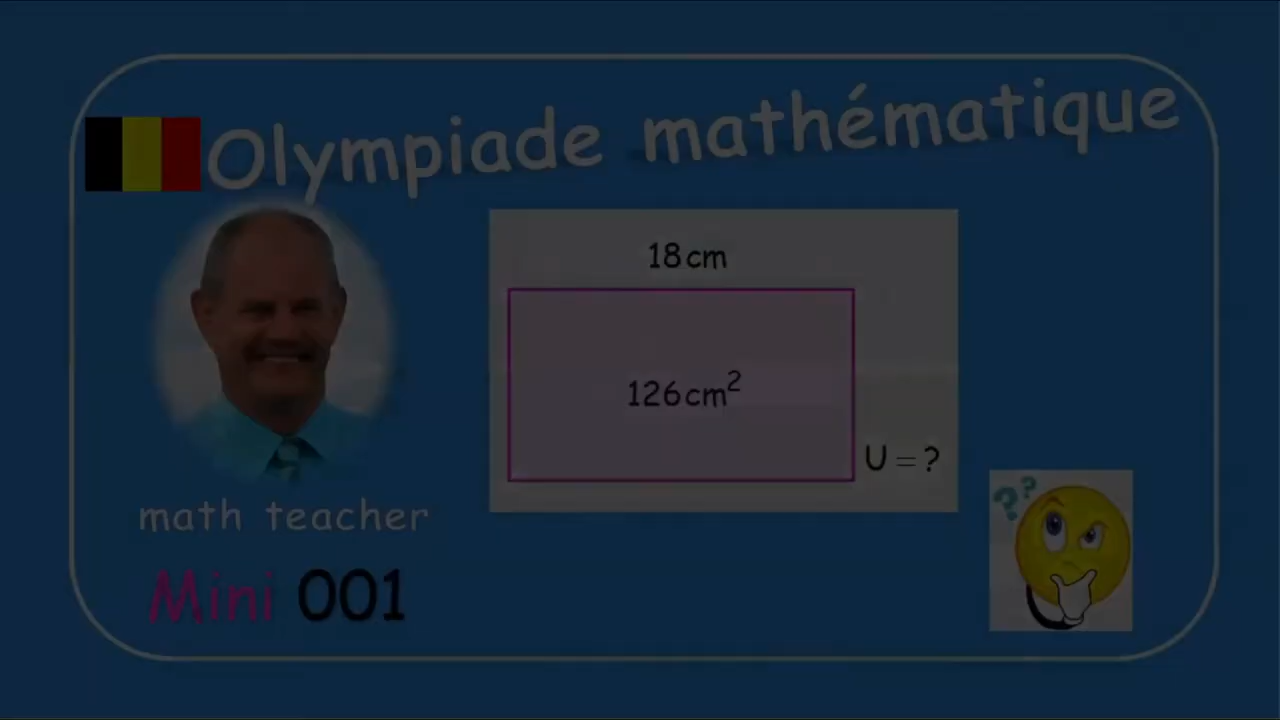 Olympiade mathématique
18cm
126cm²
U = ?
??
math teacher
Mini 001